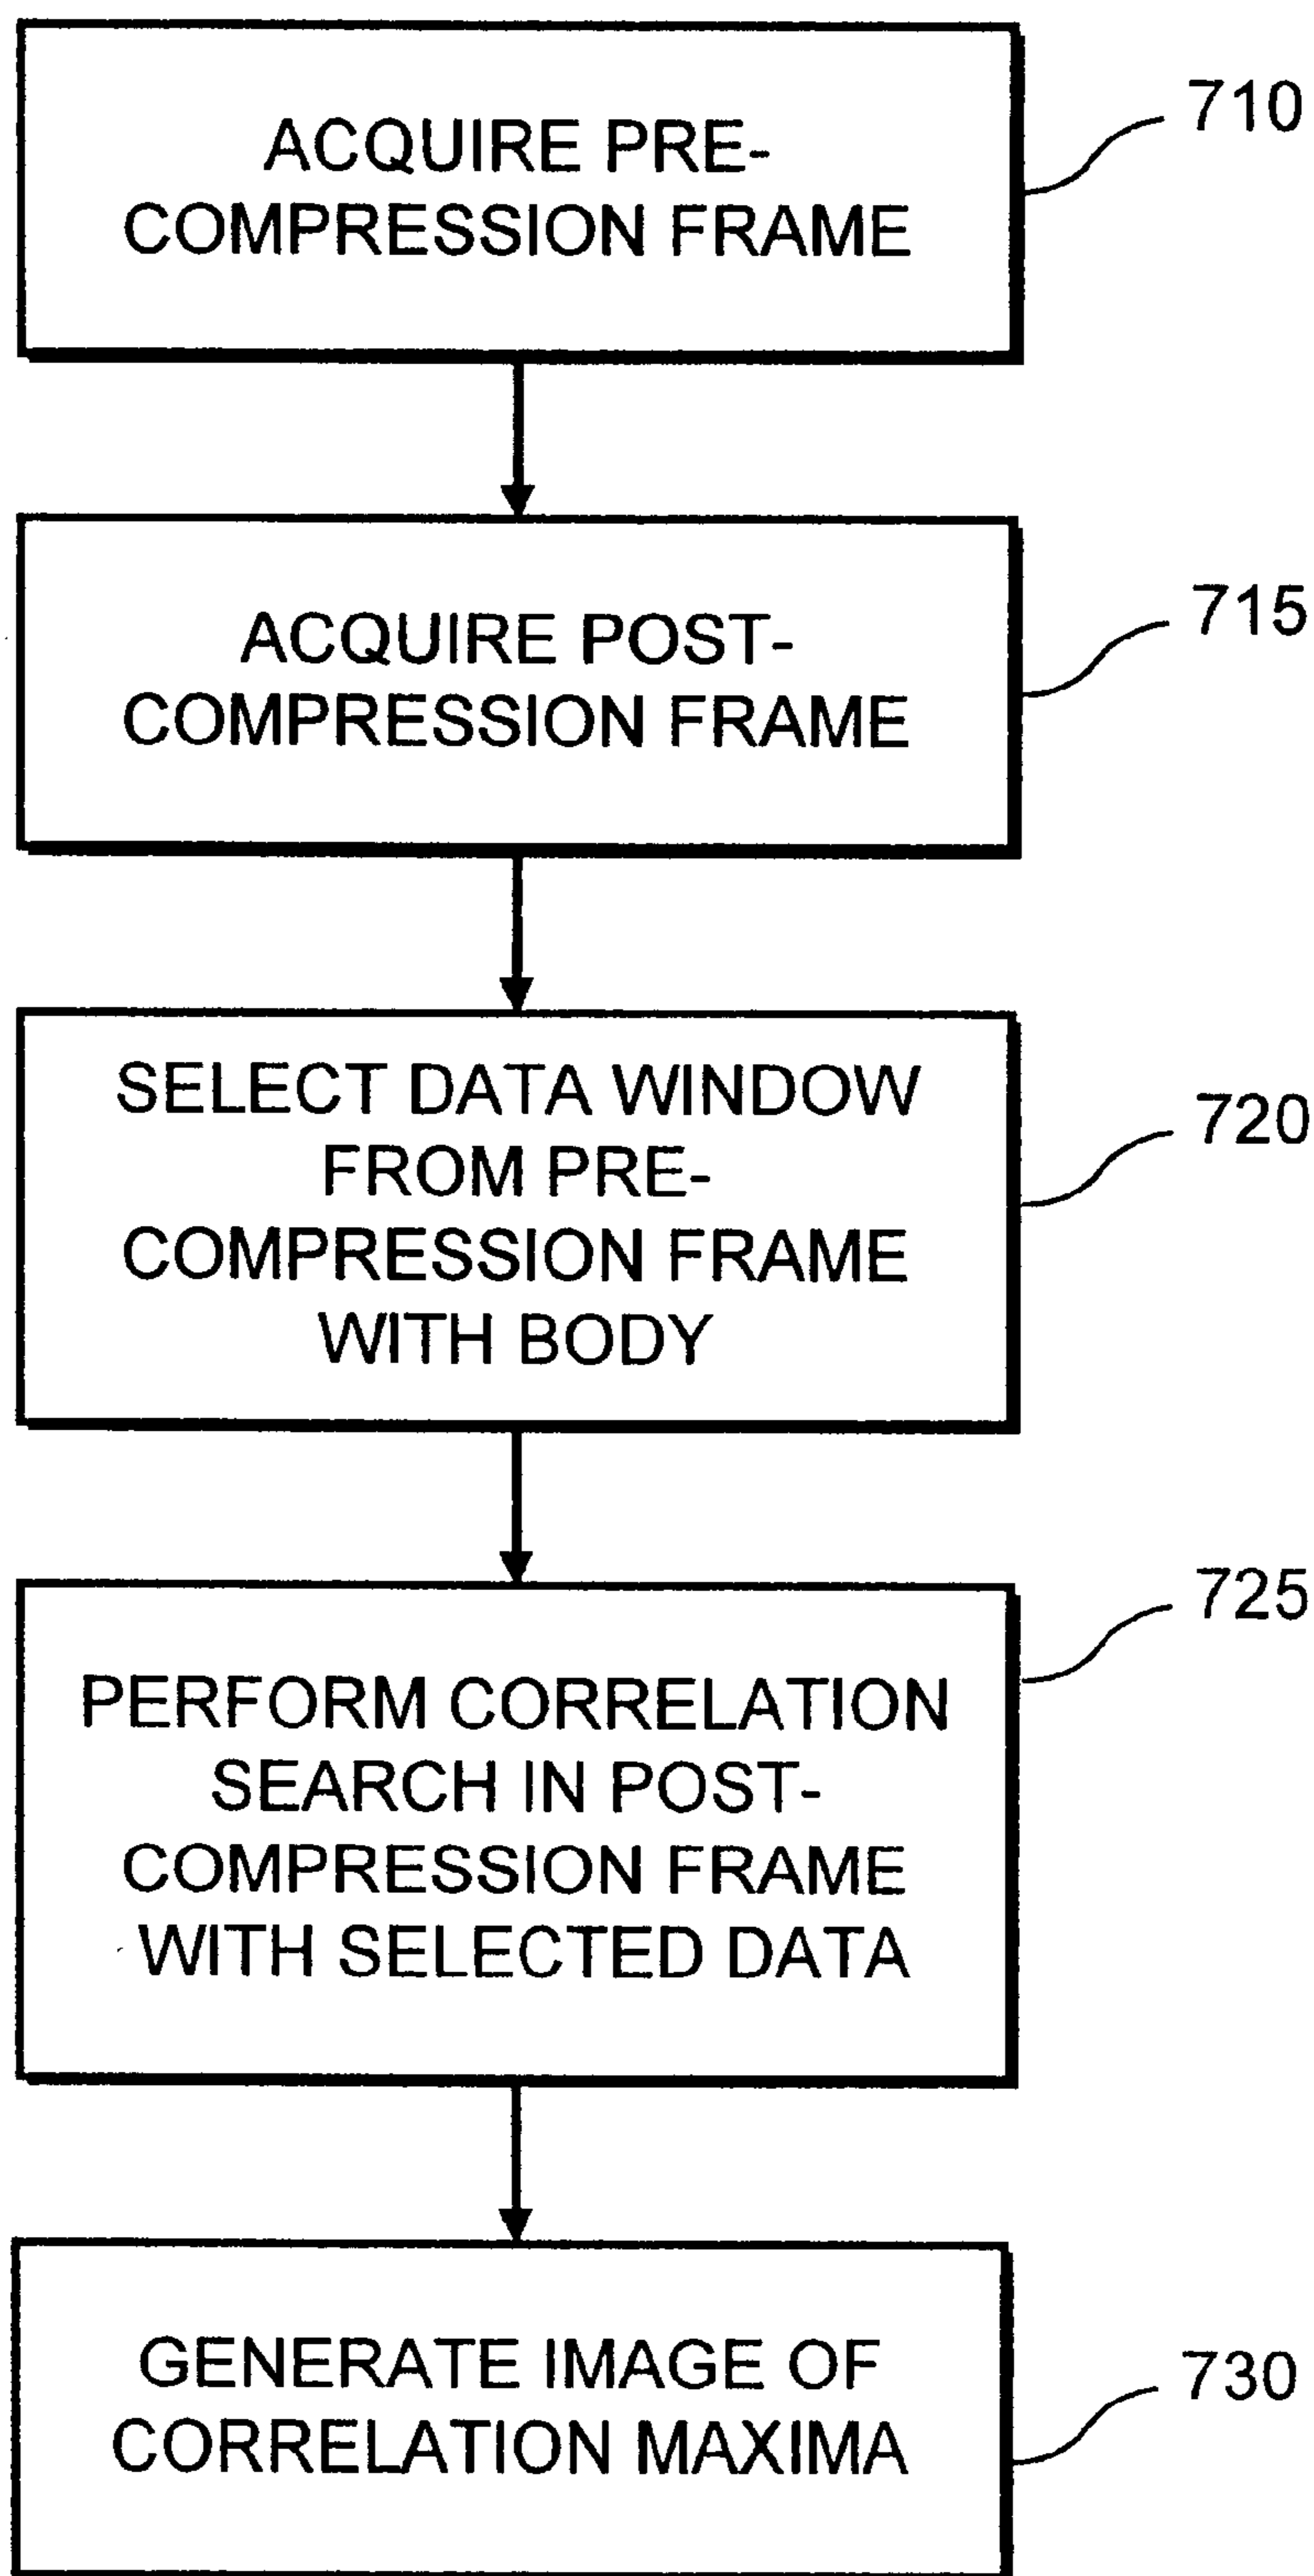 ACQUIRE PRE-
COMPRESSION FRAME
710
ACQUIRE POST-
COMPRESSION FRAME
715
SELECT DATA WINDOW
FROM PRE-
COMPRESSION FRAME
WITH BODY
720
PERFORM CORRELATION
SEARCH IN POST-
COMPRESSION FRAME
WITH SELECTED DATA
725
GENERATE IMAGE OF
CORRELATION MAXIMA
730